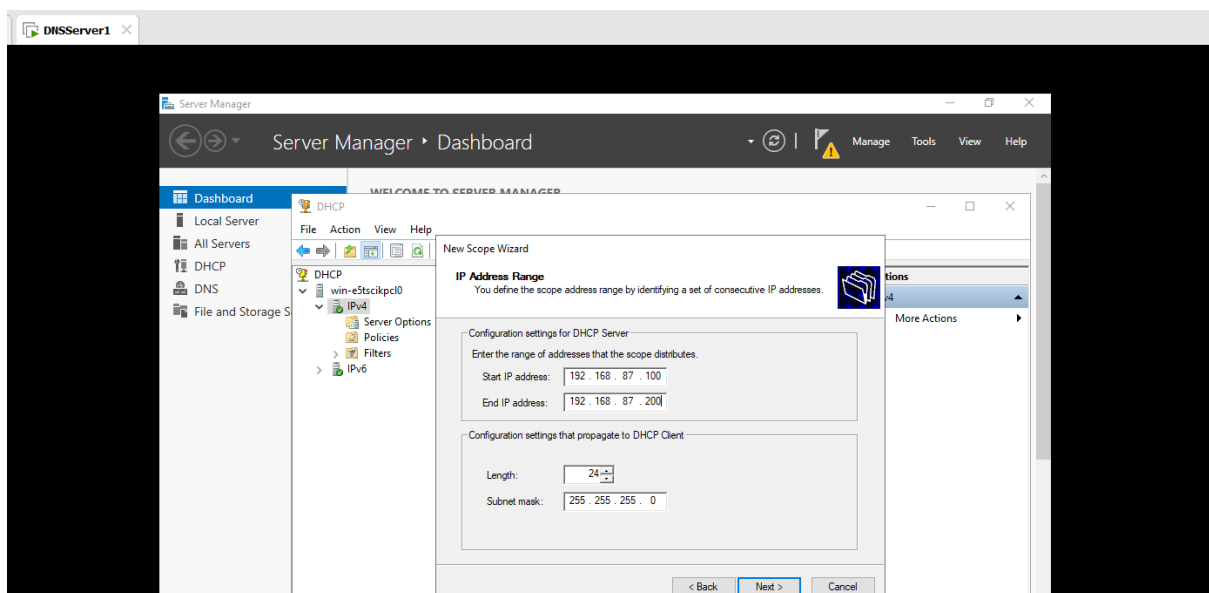 DNSServer1
Server Manager
Server Manager • Dashboard
Manage Tools View Help
WELCOME TO SERVER MANAGER
Dashboard
Local Server
All Servers
DHCP
DNS
File and Storage S
DHCP
File Action View Help
DHCP
win-e5tscikpcl0
IPv4
Server Options
Policies
Filters
IPv6
New Scope Wizard
IP Address Range
You define the scope address range by identifying a set of consecutive IP addresses.
Configuration settings for DHCP Server
Enter the range of addresses that the scope distributes.
Start IP address: 192 . 168 . 87 . 100
End IP address: 192 . 168 . 87 . 200
Configuration settings that propagate to DHCP Client
Length: 24
Subnet mask: 255 . 255 . 255 . 0
< Back Next > Cancel
tions
v4
More Actions